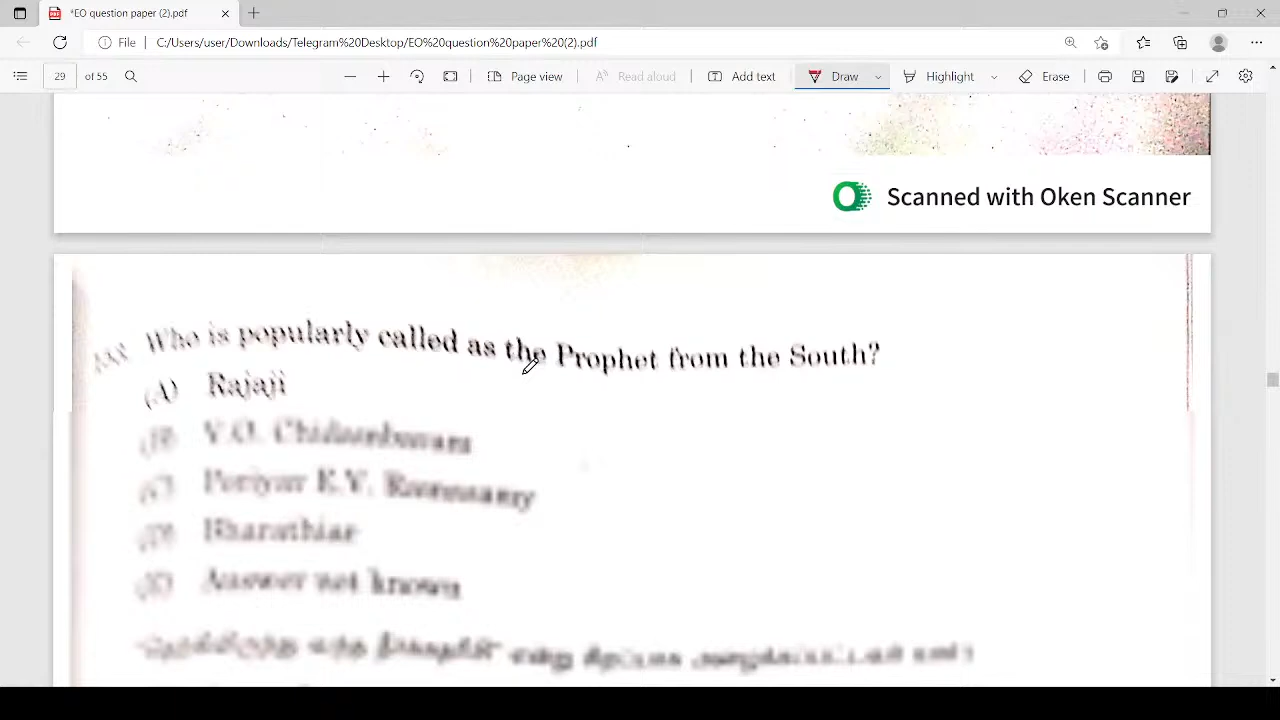 *EO question paper (2).pdf
File | C:/Users/user/Downloads/Telegram%20Desktop/EO%20question%20paper%20(2).pdf
29 of 55 Page view Read aloud Add text Draw Highlight Erase
Scanned with Oken Scanner
Who is popularly called as the Prophet from the South?
(A) Rajaji
V.O. Chidambaram
Periyar E.V. Ramasamy
Bharathiar
Answer not known